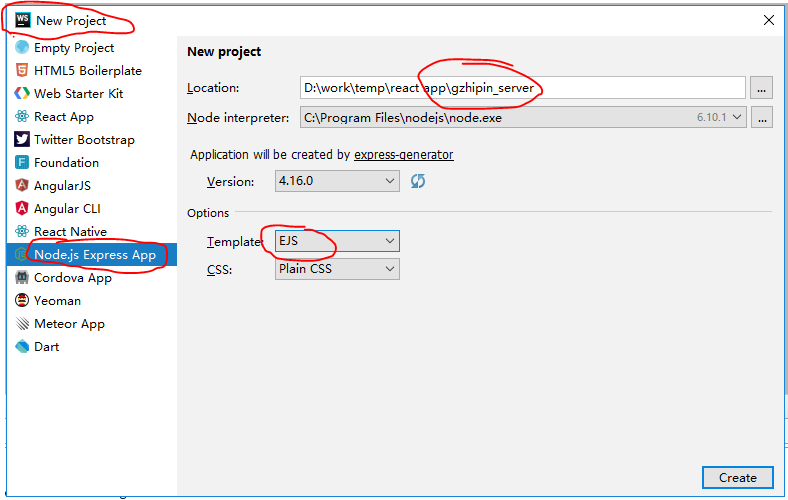 WS New Project
Empty Project
HTML5 Boilerplate
Web Starter Kit
React App
Twitter Bootstrap
Foundation
AngularJS
Angular CLI
React Native
Node.js Express App
Cordova App
Yeoman
Meteor App
Dart
New project
Location: D:\work\temp\react app\gzhipin_server ...
Node interpreter: C:\Program Files\nodejs\node.exe 6.10.1 ...
Application will be created by express-generator
Version: 4.16.0
Options
Template: EJS
CSS: Plain CSS
Create